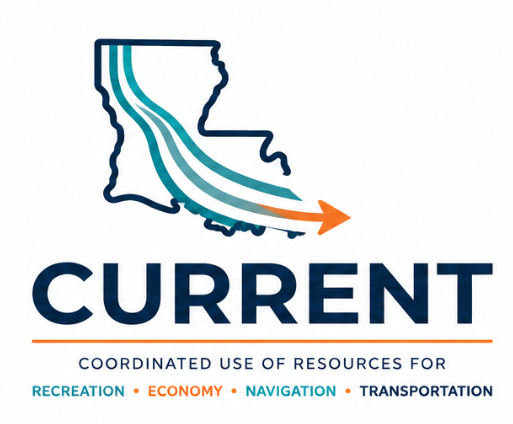 CURRENT
COORDINATED USE OF RESOURCES FOR
RECREATION • ECONOMY • NAVIGATION • TRANSPORTATION